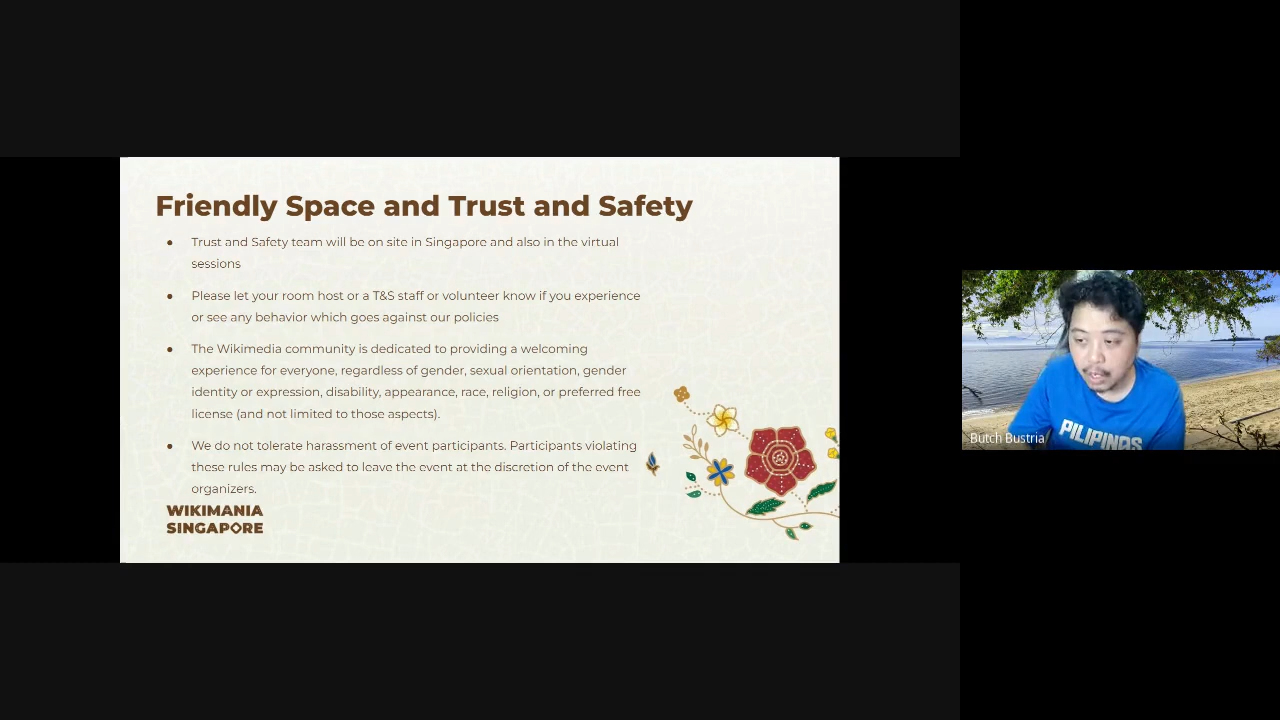 Friendly Space and Trust and Safety
● Trust and Safety team will be on site in Singapore and also in the virtual
sessions
● Please let your room host or a T&S staff or volunteer know if you experience
or see any behavior which goes against our policies
● The Wikimedia community is dedicated to providing a welcoming
experience for everyone, regardless of gender, sexual orientation, gender
identity or expression, disability, appearance, race, religion, or preferred free
license (and not limited to those aspects).
● We do not tolerate harassment of event participants. Participants violating
these rules may be asked to leave the event at the discretion of the event
organizers.
WIKIMANIA
SINGAPORE
PILIPINAS
Butch Bustria